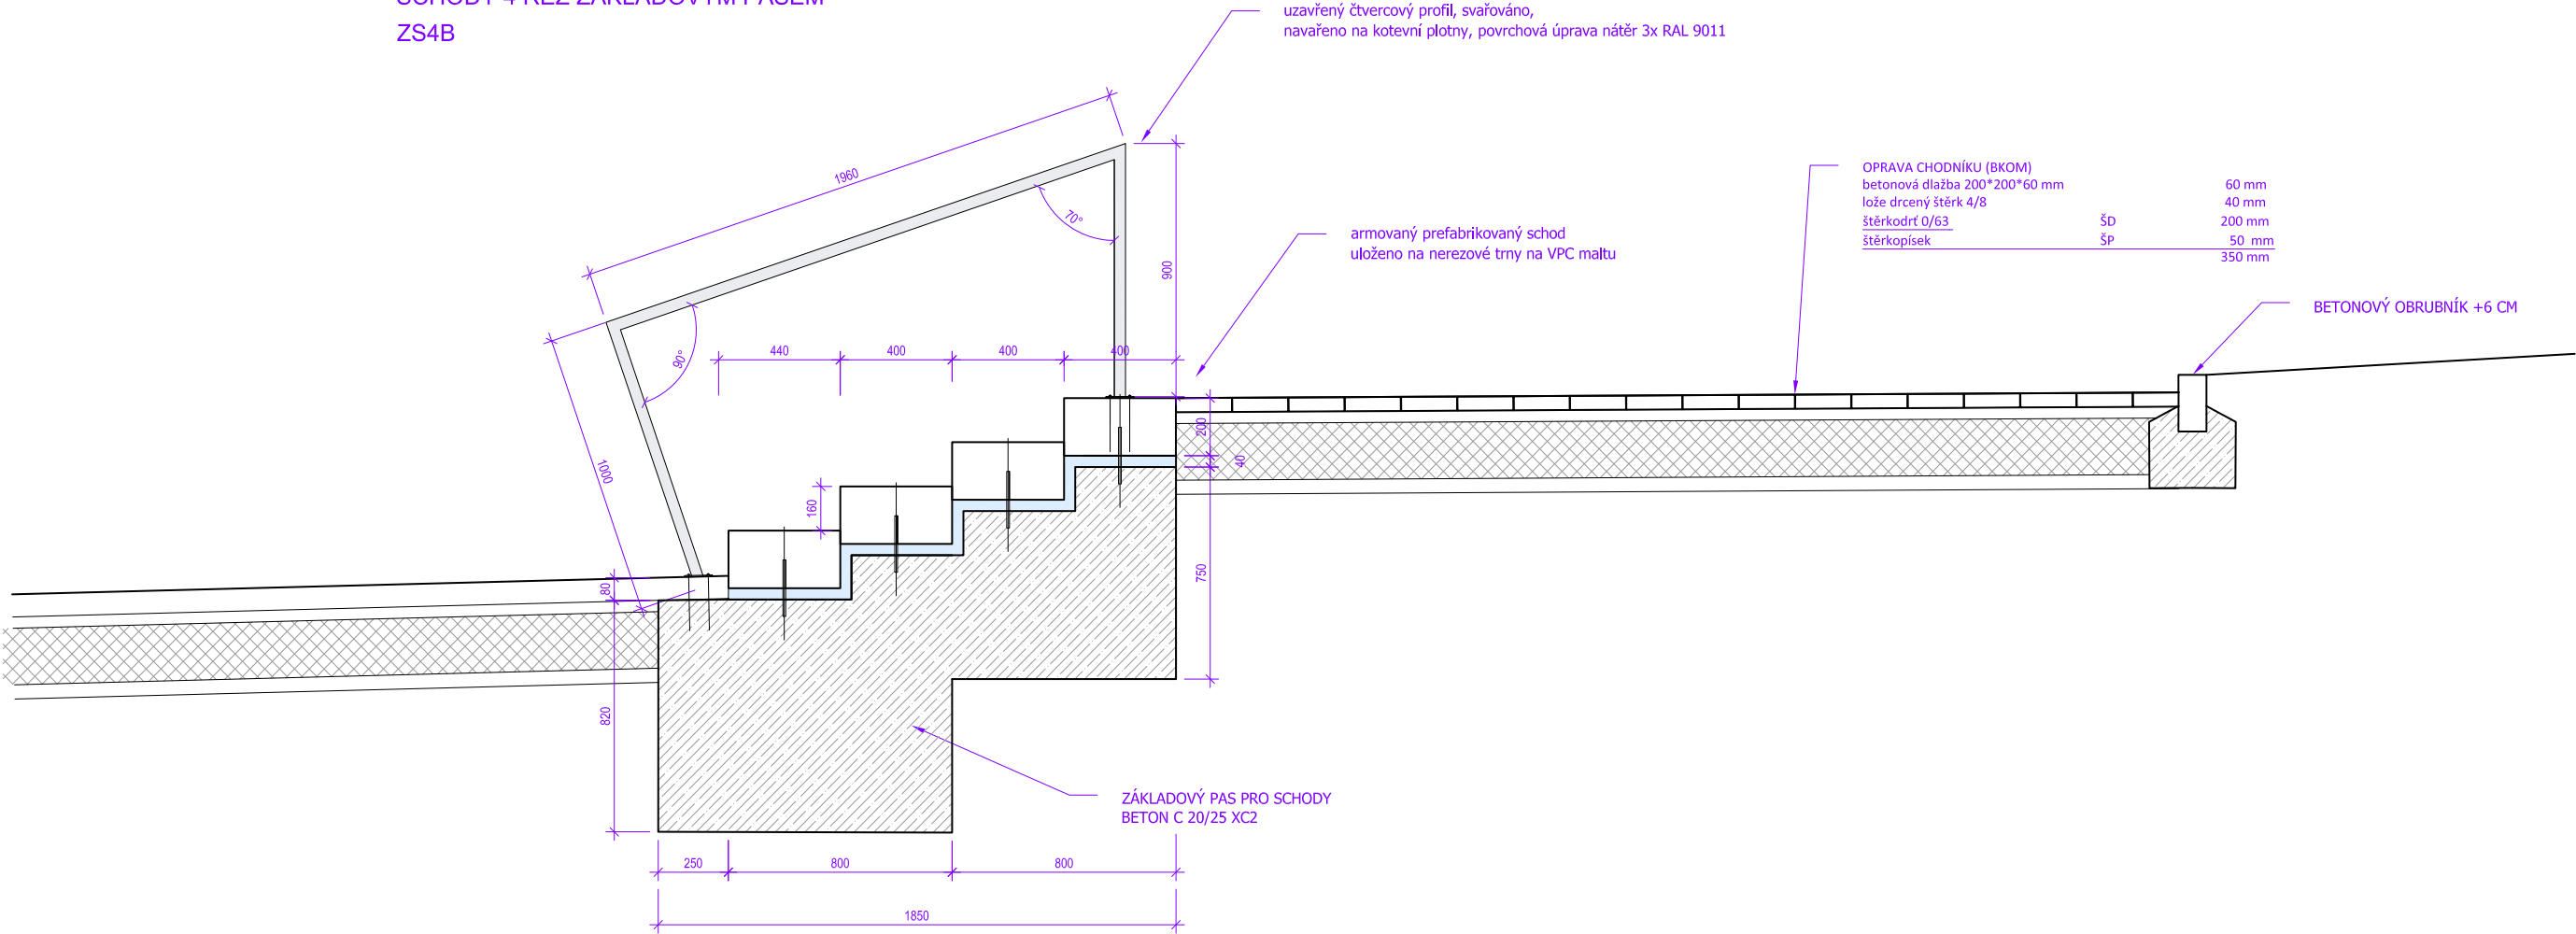 ZS4B
uzavřený čtvercový profil, svařováno,
navařeno na kotevní plotny, povrchová úprava nátěr 3x RAL 9011
1960
70°
90°
900
1000
armovaný prefabrikovaný schod
uloženo na nerezové trny na VPC maltu
OPRAVA CHODNÍKU (BKOM)
betonová dlažba 200*200*60 mm 60 mm
lože drcený štěrk 4/8 40 mm
štěrkodrť 0/63 ŠD 200 mm
štěrkopísek ŠP 50 mm
350 mm
BETONOVÝ OBRUBNÍK +6 CM
440 400 400 400
200
40
160
750
80
820
ZÁKLADOVÝ PAS PRO SCHODY
BETON C 20/25 XC2
250 800 800
1850